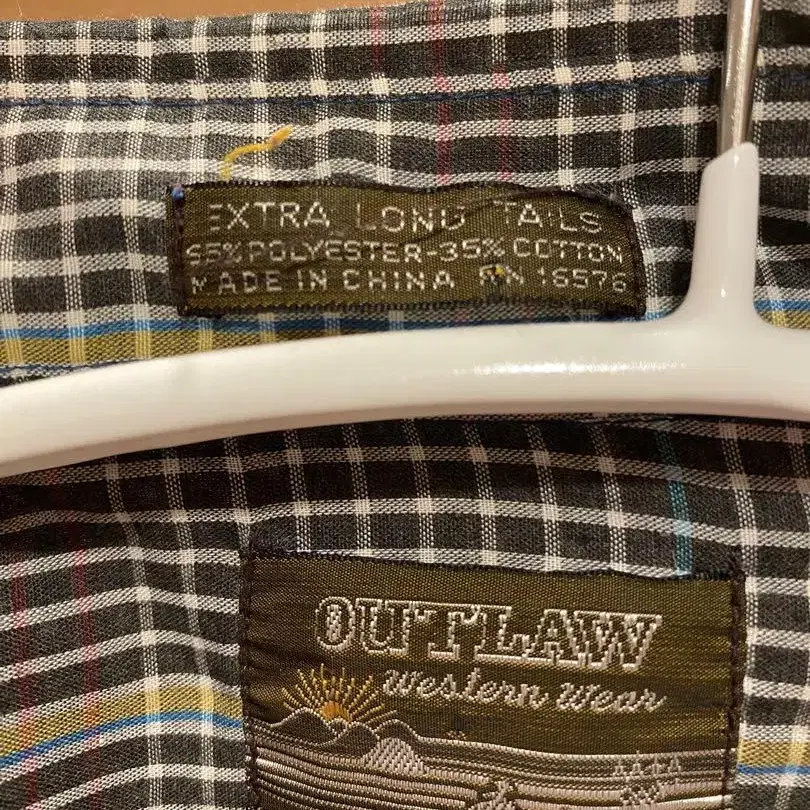 EXTRA LONG TAILS
65% POLYESTER-35% COTTON
MADE IN CHINA RN 16576
OUTLAW
Western Wear